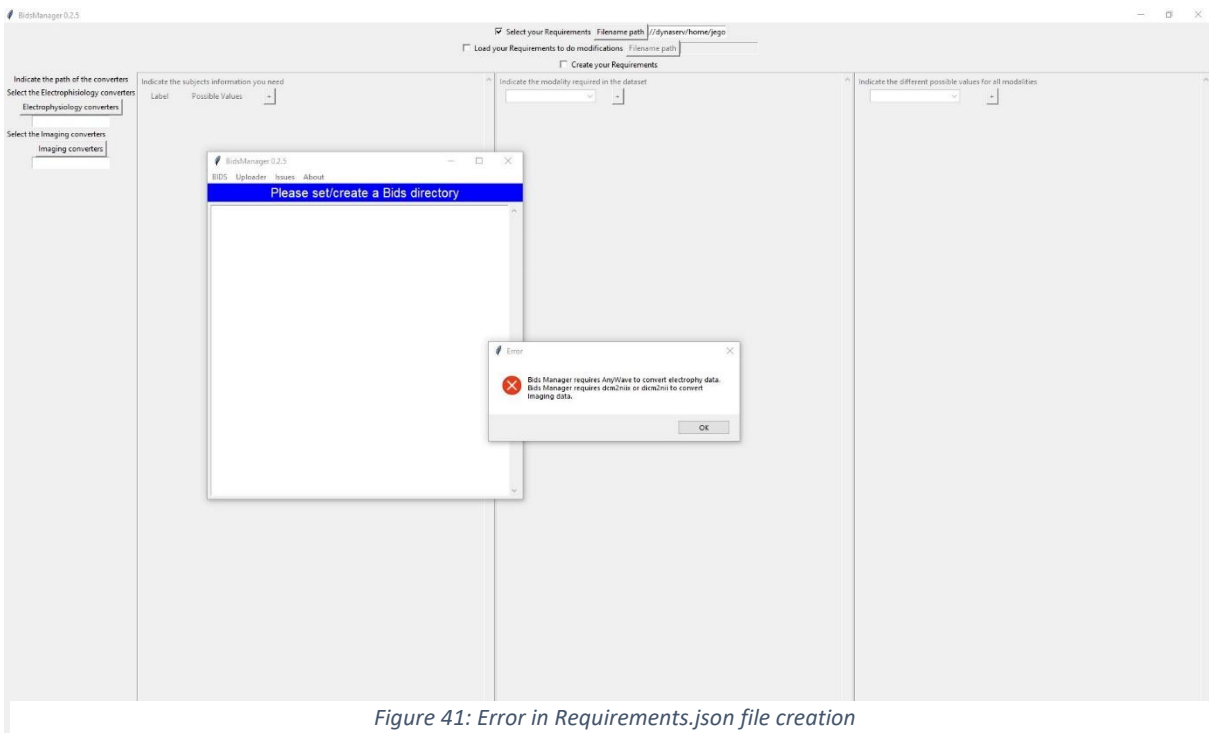 BidsManager 0.2.5
Select your Requirements Filename path //dynaserv/home/jego
Load your Requirements to do modifications Filename path
Create your Requirements
Indicate the path of the converters
Select the Electrophisiology converters
Electrophysiology converters
Select the Imaging converters
Imaging converters
Indicate the subjects information you need
Label Possible Values +
Indicate the modality required in the dataset
+
Indicate the different possible values for all modalities
+
BidsManager 0.2.5
BIDS Uploader Issues About
Please set/create a Bids directory
Error
Bids Manager requires AnyWave to convert electrophy data.
Bids Manager requires dcm2niix or dicm2nii to convert
Imaging data.
OK
Figure 41: Error in Requirements.json file creation